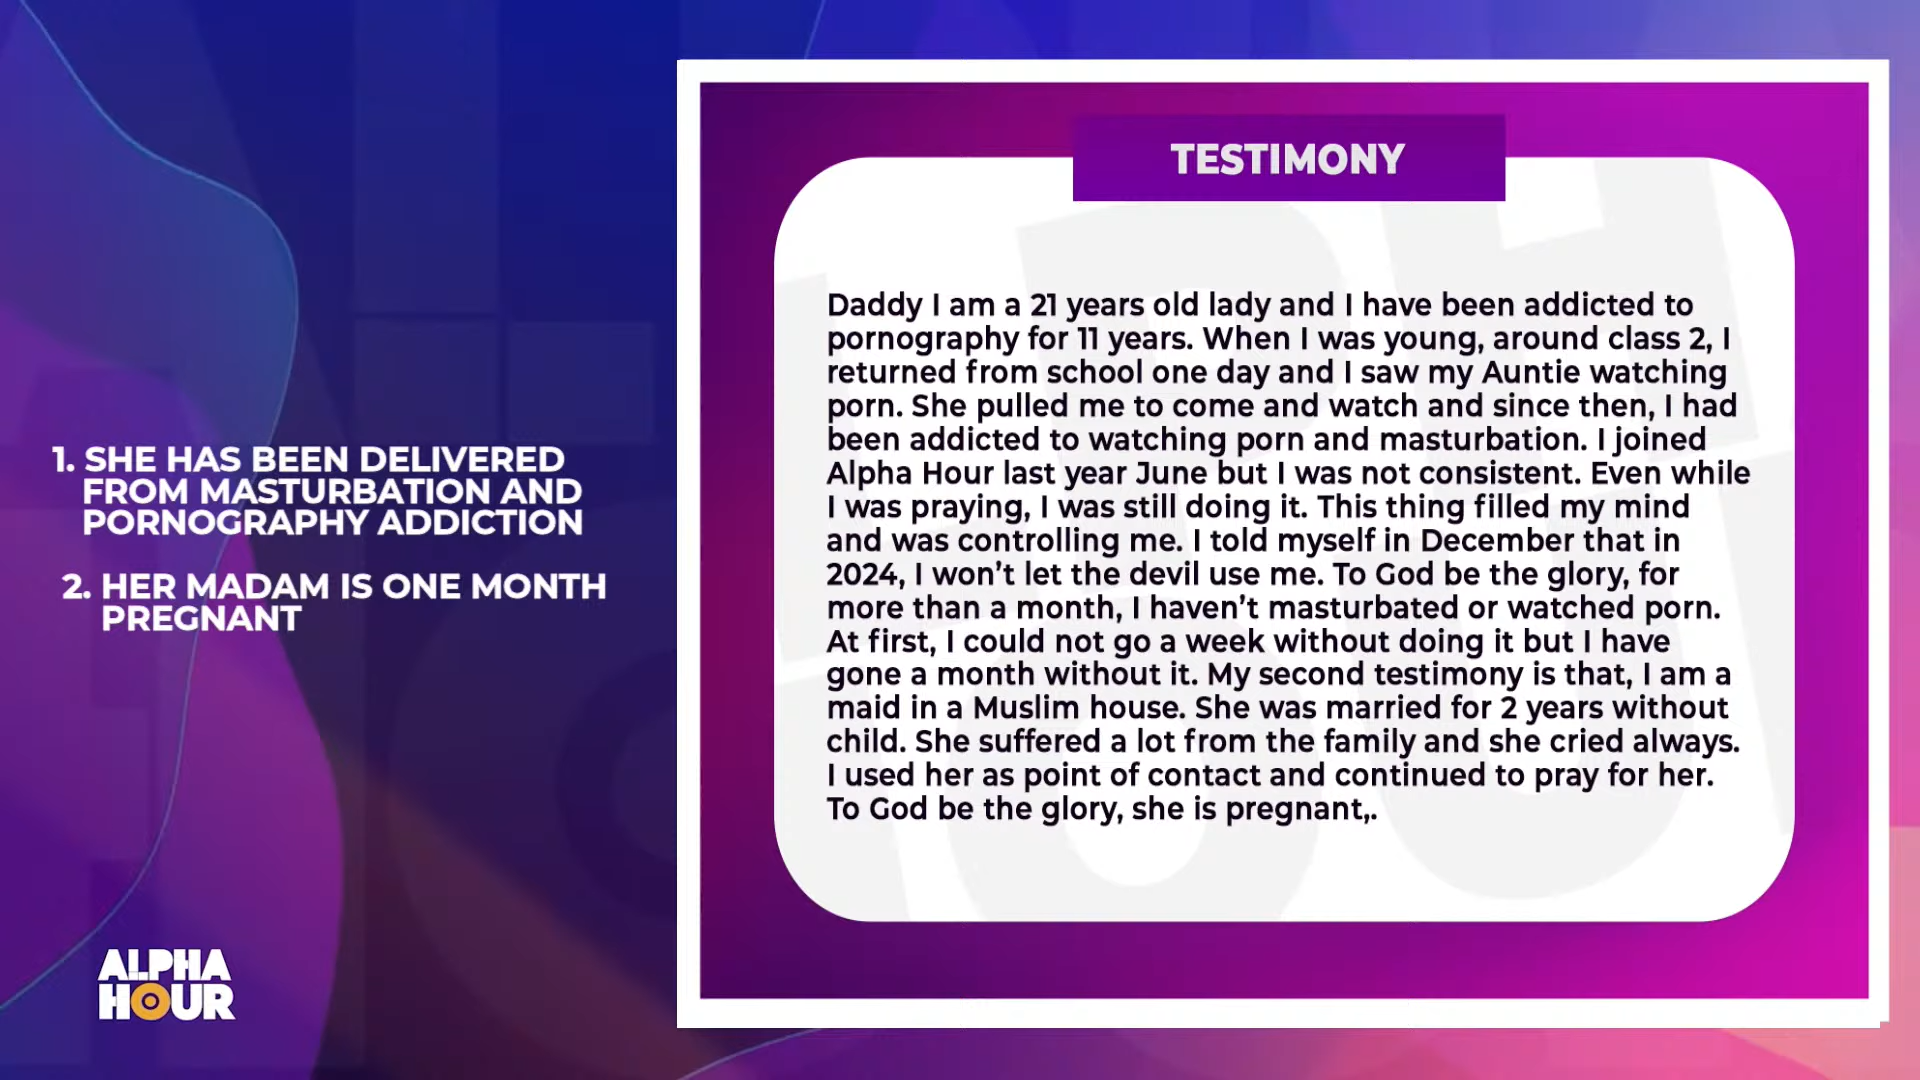 1. SHE HAS BEEN DELIVERED
FROM MASTURBATION AND
PORNOGRAPHY ADDICTION
2. HER MADAM IS ONE MONTH
PREGNANT
ALPHA
HOUR
TESTIMONY
Daddy I am a 21 years old lady and I have been addicted to
pornography for 11 years. When I was young, around class 2, I
returned from school one day and I saw my Auntie watching
porn. She pulled me to come and watch and since then, I had
been addicted to watching porn and masturbation. I joined
Alpha Hour last year June but I was not consistent. Even while
I was praying, I was still doing it. This thing filled my mind
and was controlling me. I told myself in December that in
2024, I won’t let the devil use me. To God be the glory, for
more than a month, I haven’t masturbated or watched porn.
At first, I could not go a week without doing it but I have
gone a month without it. My second testimony is that, I am a
maid in a Muslim house. She was married for 2 years without
child. She suffered a lot from the family and she cried always.
I used her as point of contact and continued to pray for her.
To God be the glory, she is pregnant,.